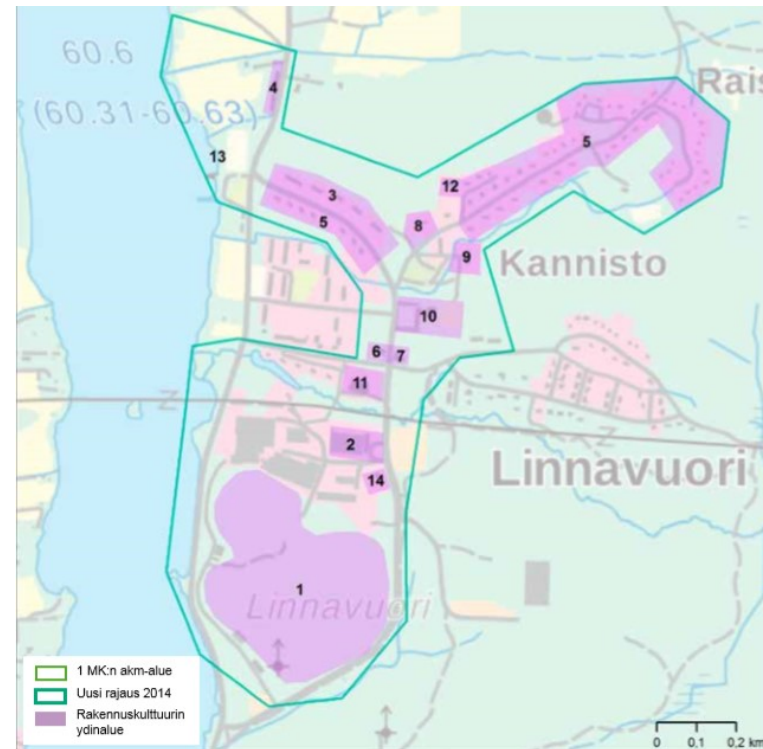 60.6
(60.31-60.63)
4
13
3
5
5
12
8
9
Kannisto
10
6
7
11
2
Linnavuori
14
1
Linnavuori
1 MK:n akm-alue
Uusi rajaus 2014
Rakennuskulttuurin
ydinalue
0 0,1 0,2 km